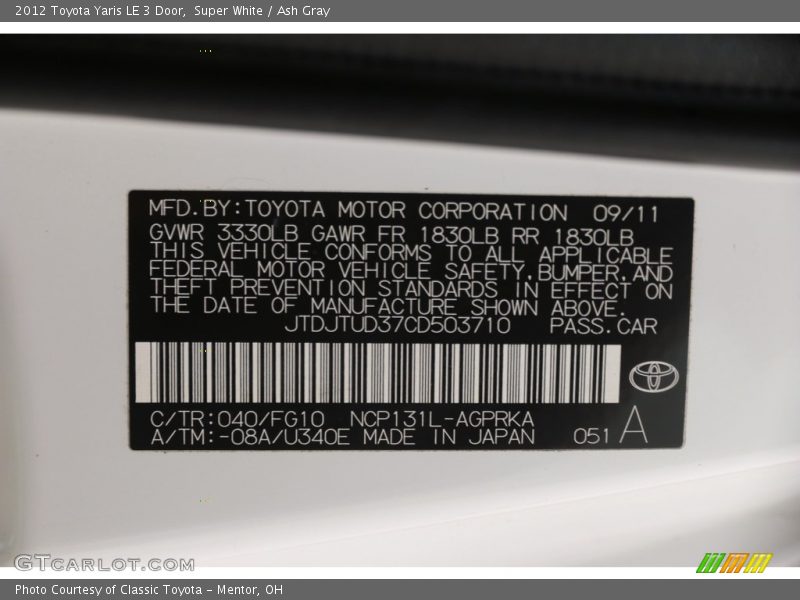 2012 Toyota Yaris LE 3 Door, Super White / Ash Gray
MFD.BY:TOYOTA MOTOR CORPORATION 09/11
GVWR 3330LB GAWR FR 1830LB RR 1830LB
THIS VEHICLE CONFORMS TO ALL APPLICABLE
FEDERAL MOTOR VEHICLE SAFETY,BUMPER,AND
THEFT PREVENTION STANDARDS IN EFFECT ON
THE DATE OF MANUFACTURE SHOWN ABOVE.
JTDJTUD37CD503710 PASS.CAR
C/TR:040/FG10 NCP131L-AGPRKA
A/TM:-08A/U340E MADE IN JAPAN 051 A
GTCARLOT.COM
Photo Courtesy of Classic Toyota - Mentor, OH